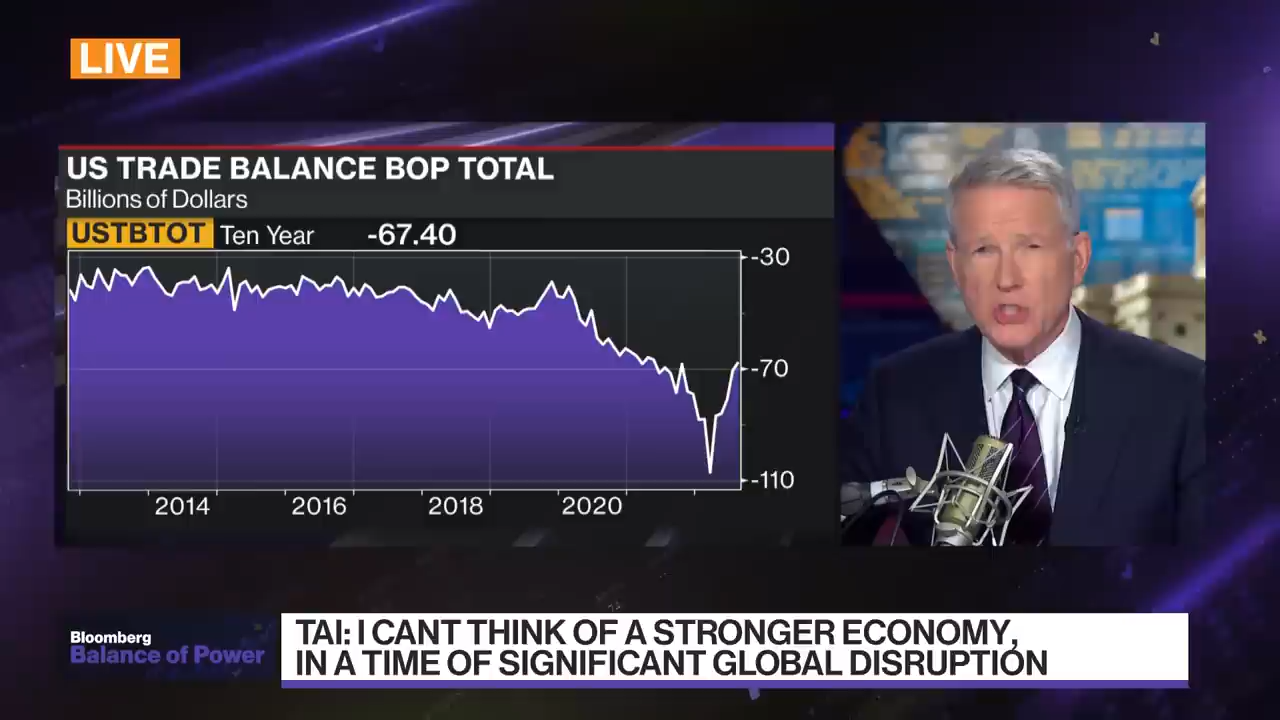 LIVE
US TRADE BALANCE BOP TOTAL
Billions of Dollars
USTBTOT Ten Year -67.40
-30
-70
-110
2014 2016 2018 2020
Bloomberg
Balance of Power
TAI: I CANT THINK OF A STRONGER ECONOMY,
IN A TIME OF SIGNIFICANT GLOBAL DISRUPTION